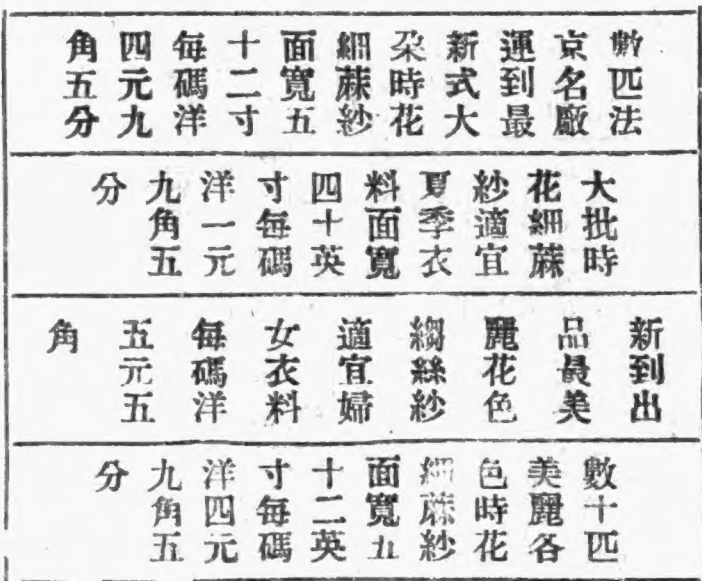 數匹法
京名廠
運到最
新式大
朶時花
細蔴紗
面寬五
十二寸
每碼洋
四元九
角五分
大批時
花細蔴
紗適宜
夏季衣
料面寬
四十英
寸每碼
洋一元
九角五
分
新到出
品最美
麗花色
縐絲紗
適宜婦
女衣料
每碼洋
五元五
角
數十匹
美麗各
色時花
細蔴紗
面寬五
十二英
寸每碼
洋四元
九角五
分